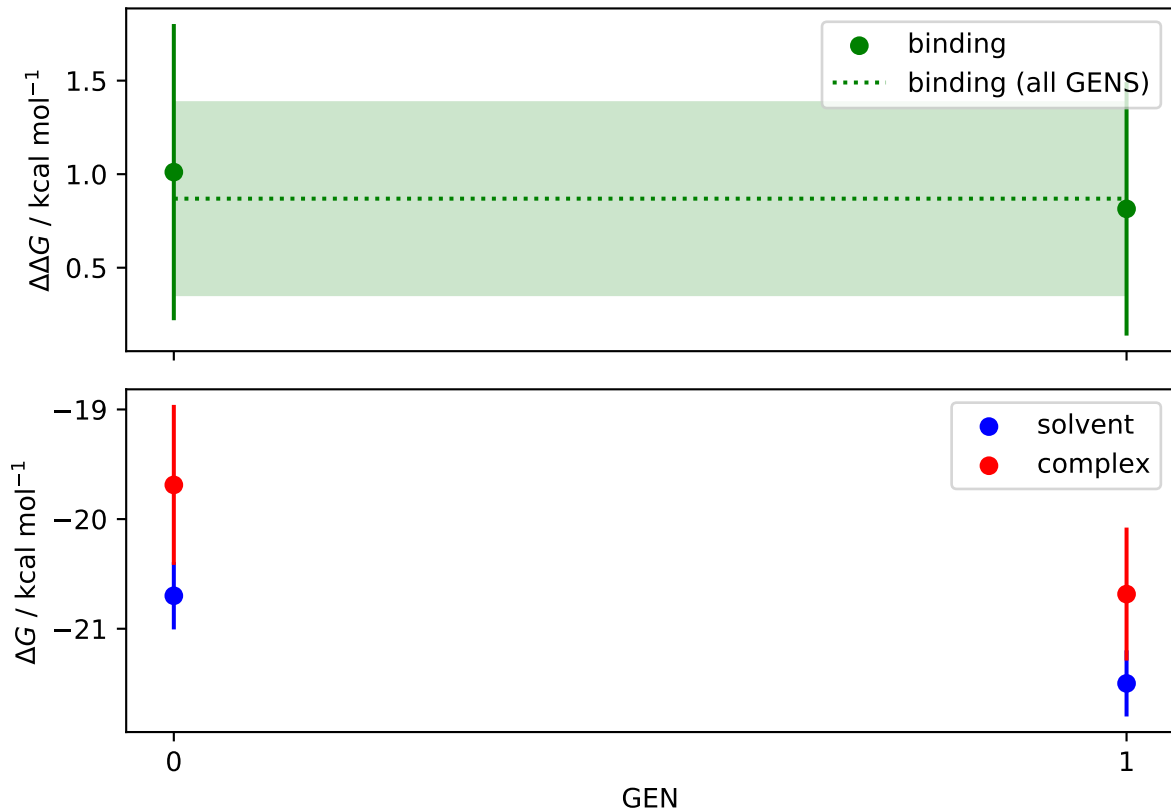 binding
binding (all GENS)
1.5
1.0
0.5
ΔΔG / kcal mol⁻¹
solvent
complex
−19
−20
−21
ΔG / kcal mol⁻¹
0
1
GEN